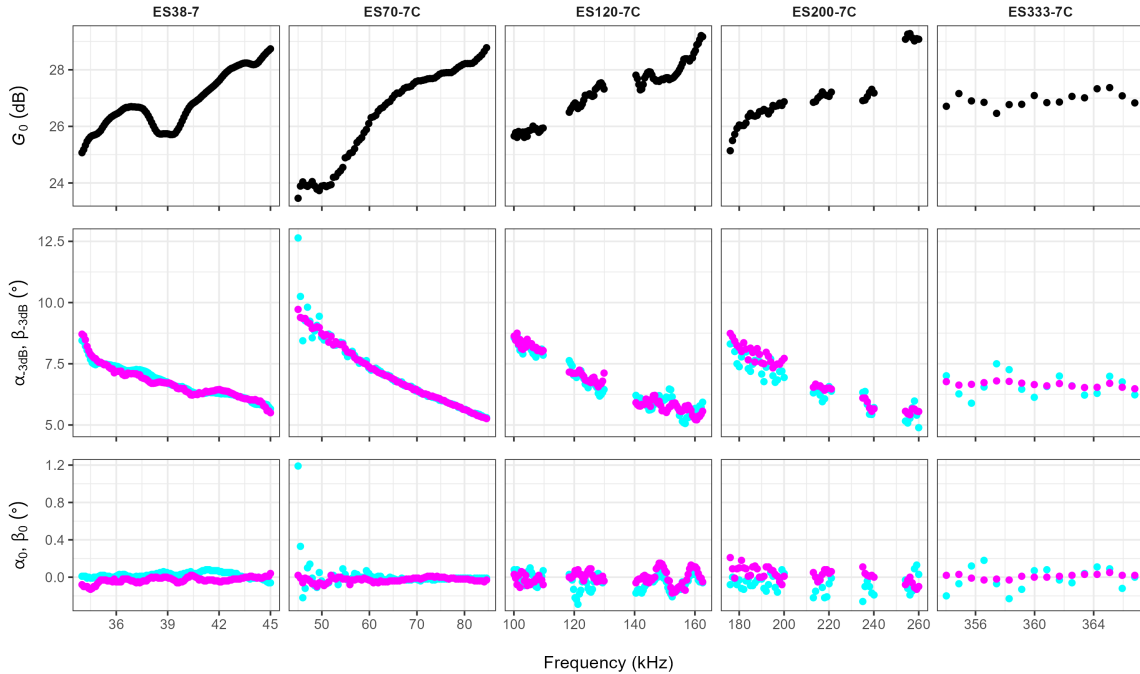 ES38-7 ES70-7C ES120-7C ES200-7C ES333-7C
G₀ (dB)
28
26
24
α-3dB, β-3dB (°)
12.5
10.0
7.5
5.0
α₀, β₀ (°)
1.2
0.8
0.4
0.0
36 39 42 45 50 60 70 80 100 120 140 160 180 200 220 240 260 356 360 364
Frequency (kHz)